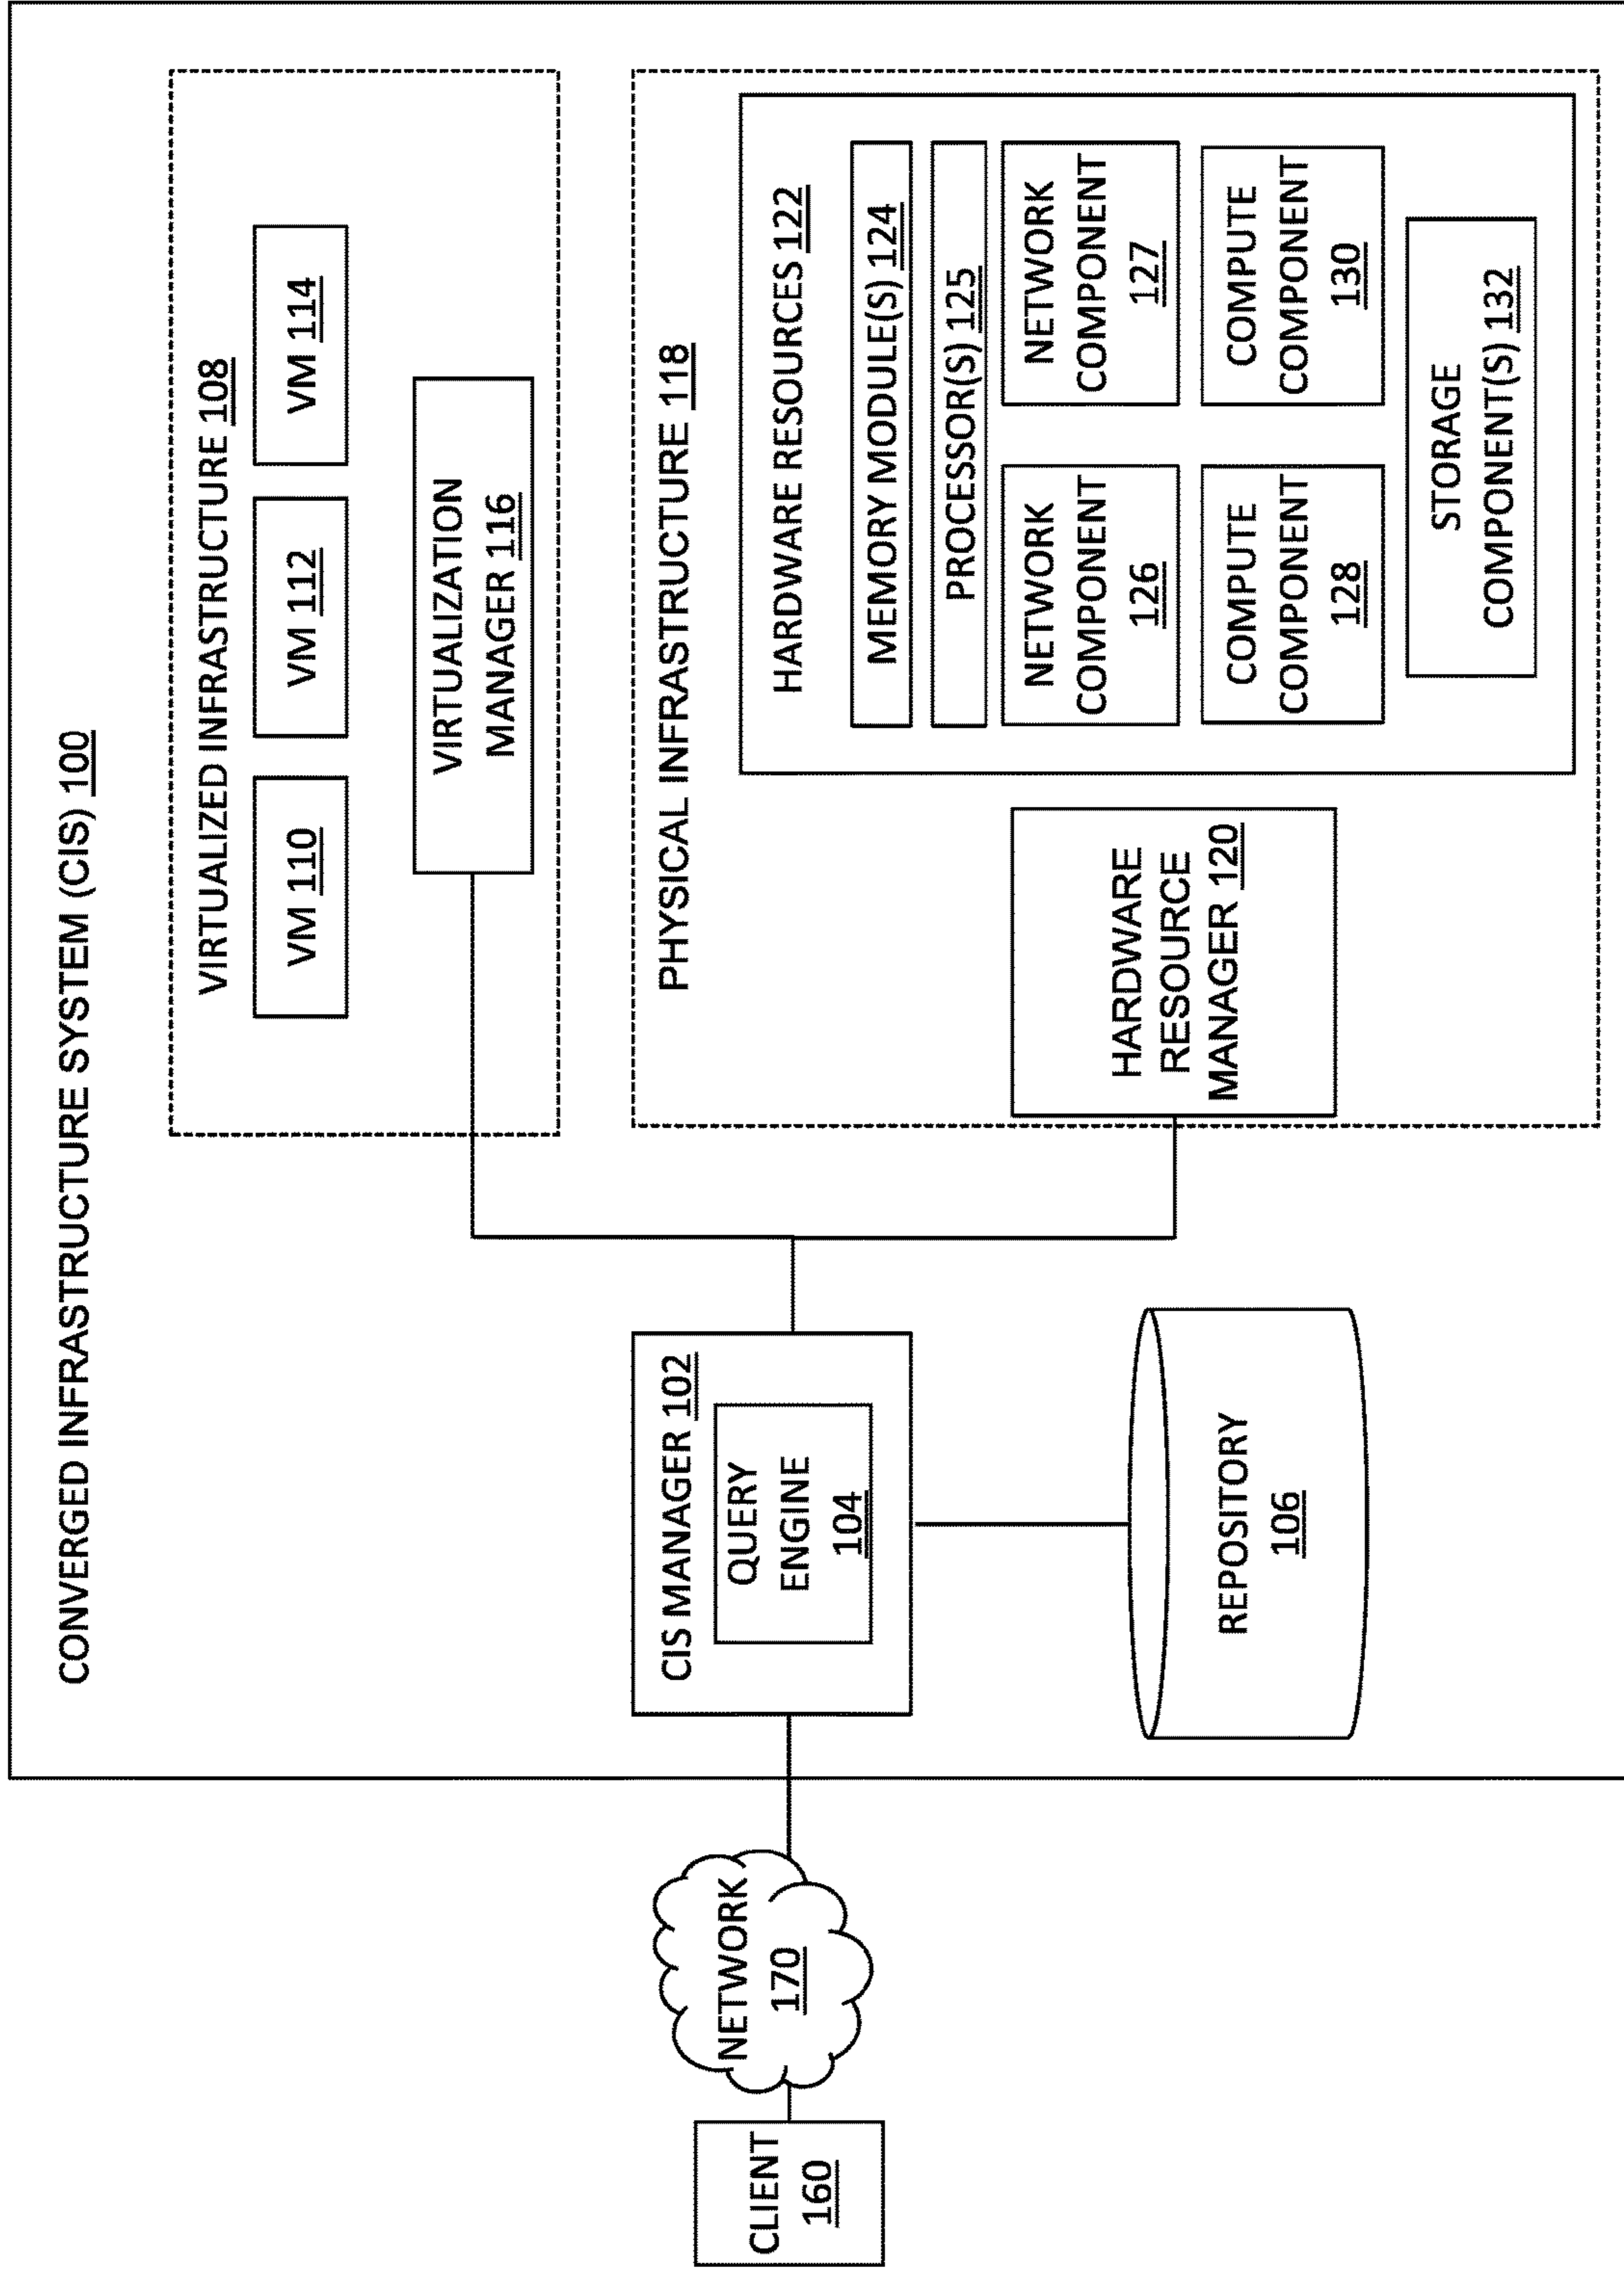 CONVERGED INFRASTRUCTURE SYSTEM (CIS) 100
VIRTUALIZED INFRASTRUCTURE 108
VM 110
VM 112
VM 114
VIRTUALIZATION
MANAGER 116
CLIENT
160
NETWORK
170
CIS MANAGER 102
QUERY
ENGINE
104
REPOSITORY
106
PHYSICAL INFRASTRUCTURE 118
HARDWARE
RESOURCE
MANAGER 120
HARDWARE RESOURCES 122
MEMORY MODULE(S) 124
PROCESSOR(S) 125
NETWORK
COMPONENT
126
NETWORK
COMPONENT
127
COMPUTE
COMPONENT
128
COMPUTE
COMPONENT
130
STORAGE
COMPONENT(S) 132